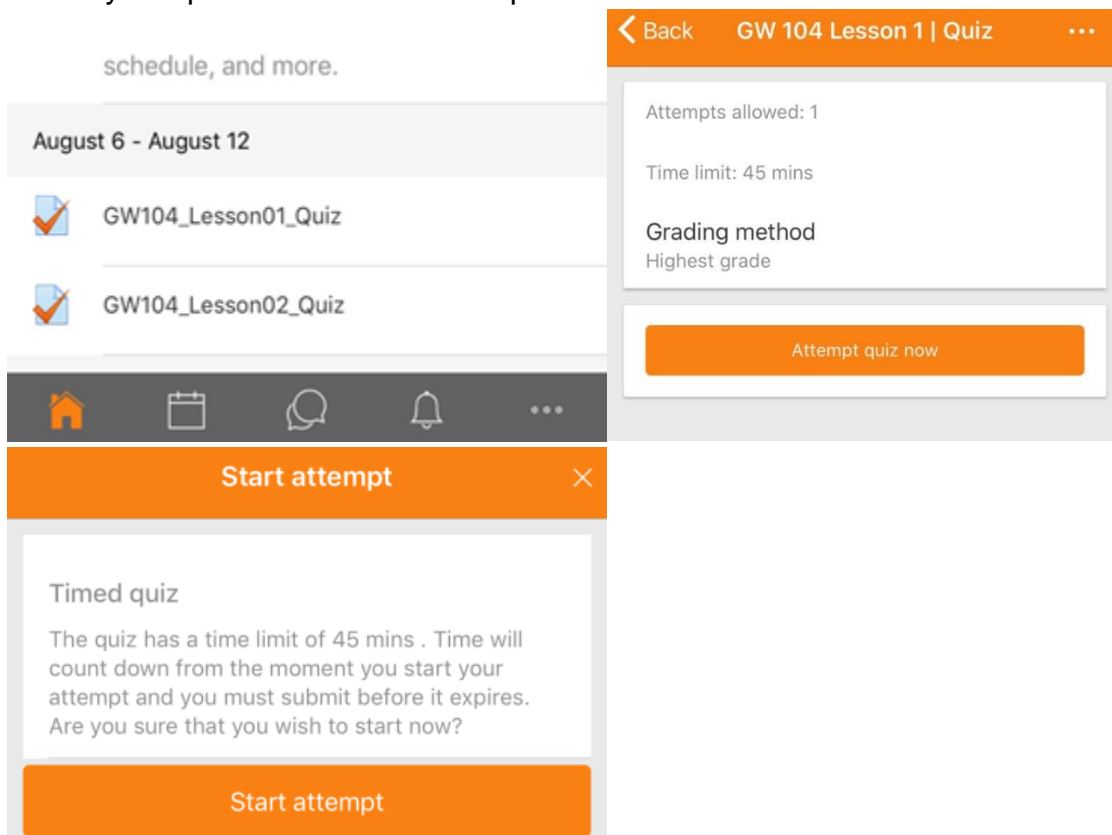 schedule, and more.
August 6 - August 12
GW104_Lesson01_Quiz
GW104_Lesson02_Quiz
Back GW 104 Lesson 1 | Quiz
Attempts allowed: 1
Time limit: 45 mins
Grading method
Highest grade
Attempt quiz now
Start attempt
Timed quiz
The quiz has a time limit of 45 mins . Time will
count down from the moment you start your
attempt and you must submit before it expires.
Are you sure that you wish to start now?
Start attempt